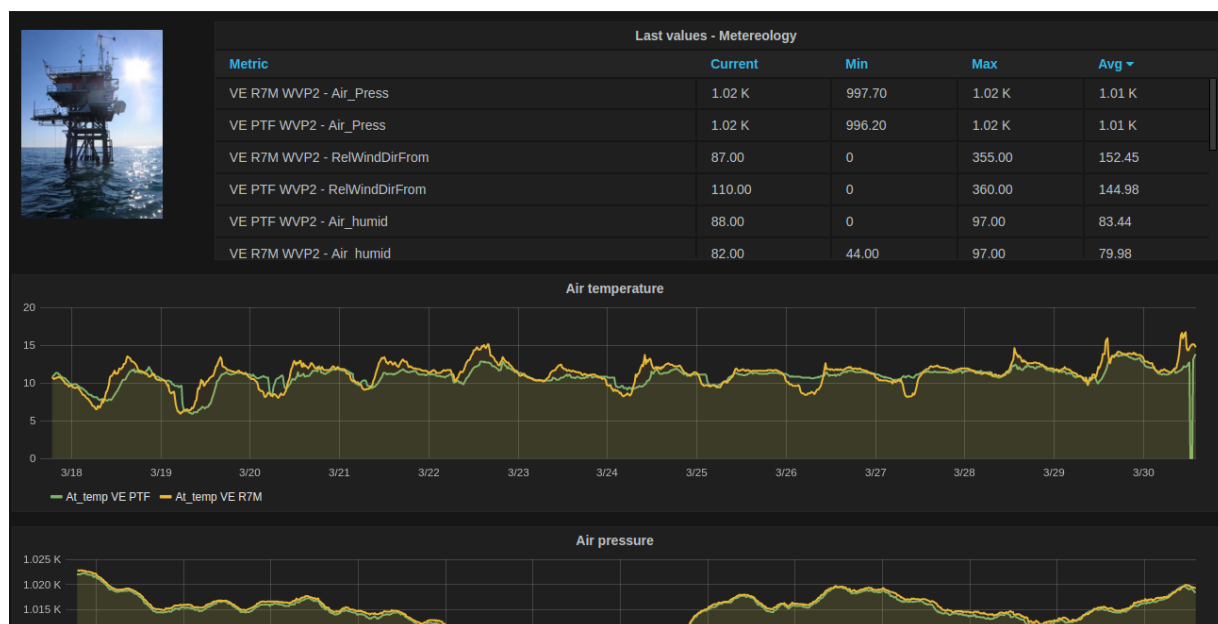 Last values - Metereology
Metric Current Min Max Avg
VE R7M WVP2 - Air_Press 1.02 K 997.70 1.02 K 1.01 K
VE PTF WVP2 - Air_Press 1.02 K 996.20 1.02 K 1.01 K
VE R7M WVP2 - RelWindDirFrom 87.00 0 355.00 152.45
VE PTF WVP2 - RelWindDirFrom 110.00 0 360.00 144.98
VE PTF WVP2 - Air_humid 88.00 0 97.00 83.44
VE R7M WVP2 - Air_humid 82.00 44.00 97.00 79.98
Air temperature
20
15
10
5
0
3/18 3/19 3/20 3/21 3/22 3/23 3/24 3/25 3/26 3/27 3/28 3/29 3/30
At_temp VE PTF At_temp VE R7M
Air pressure
1.025 K
1.020 K
1.015 K